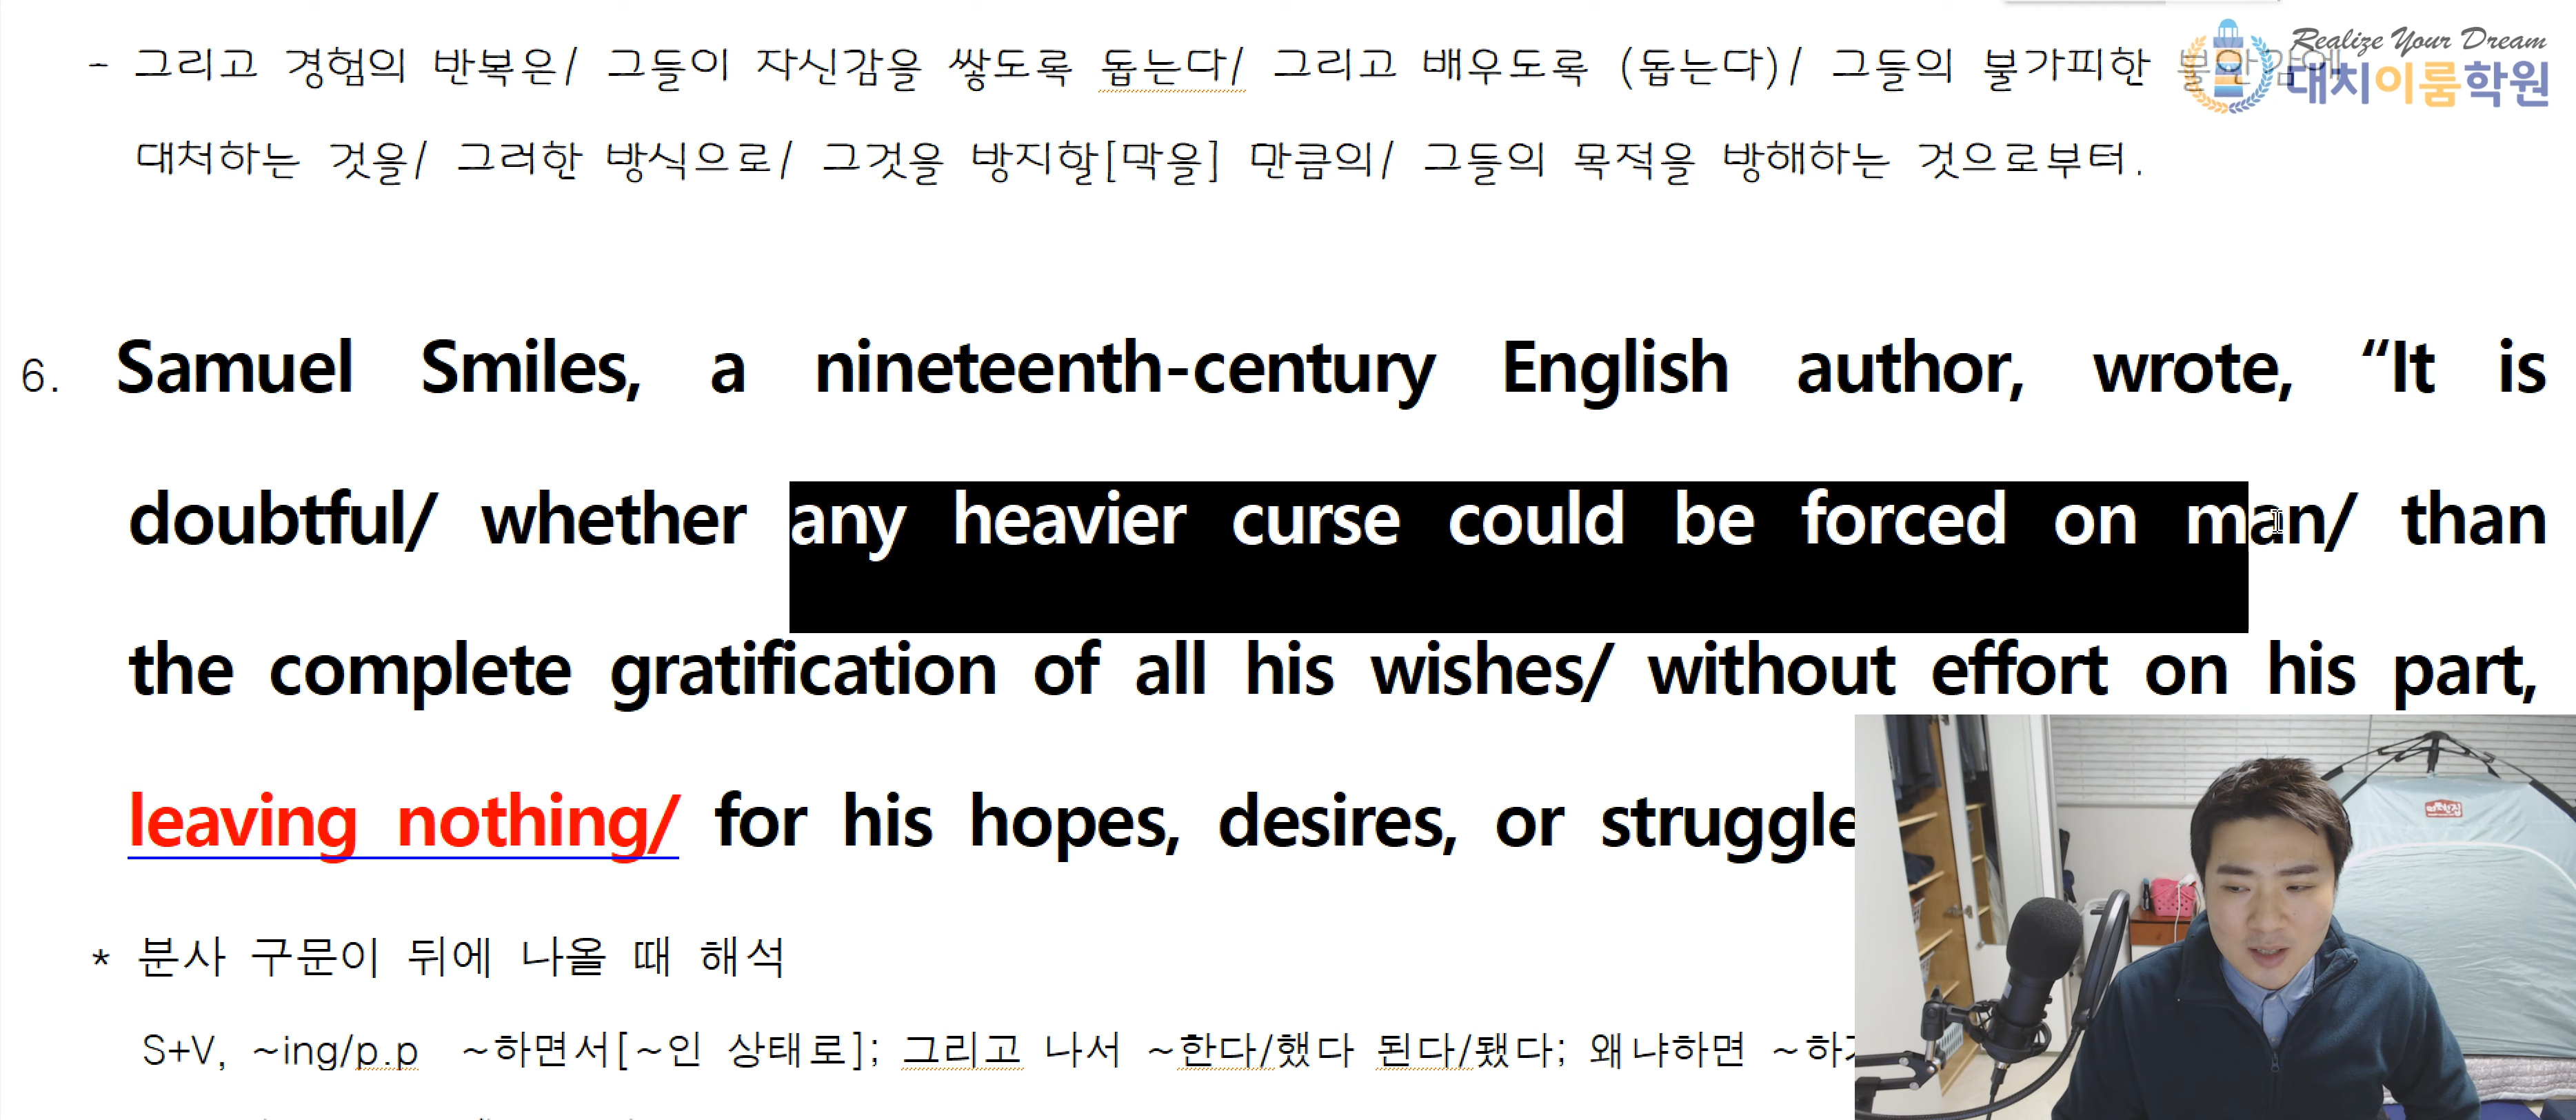 - 그리고 경험의 반복은/ 그들이 자신감을 쌓도록 돕는다/ 그리고 배우도록 (돕는다)/ 그들의 불가피한 불안감에
Realize Your Dream
대치이룸학원
대처하는 것을/ 그러한 방식으로/ 그것을 방지할[막을] 만큼의/ 그들의 목적을 방해하는 것으로부터.
6. Samuel Smiles, a nineteenth-century English author, wrote, “It is
doubtful/ whether any heavier curse could be forced on man/ than
the complete gratification of all his wishes/ without effort on his part,
leaving nothing/ for his hopes, desires, or struggle
* 분사 구문이 뒤에 나올 때 해석
S+V, ~ing/p.p ~하면서[~인 상태로]; 그리고 나서 ~한다/했다 된다/됐다; 왜냐하면 ~하